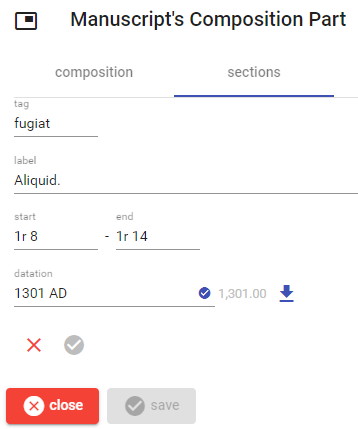 Manuscript's Composition Part
composition sections
tag
fugiat
label
Aliquid.
start end
1r 8 - 1r 14
datation
1301 AD 1,301.00
close save